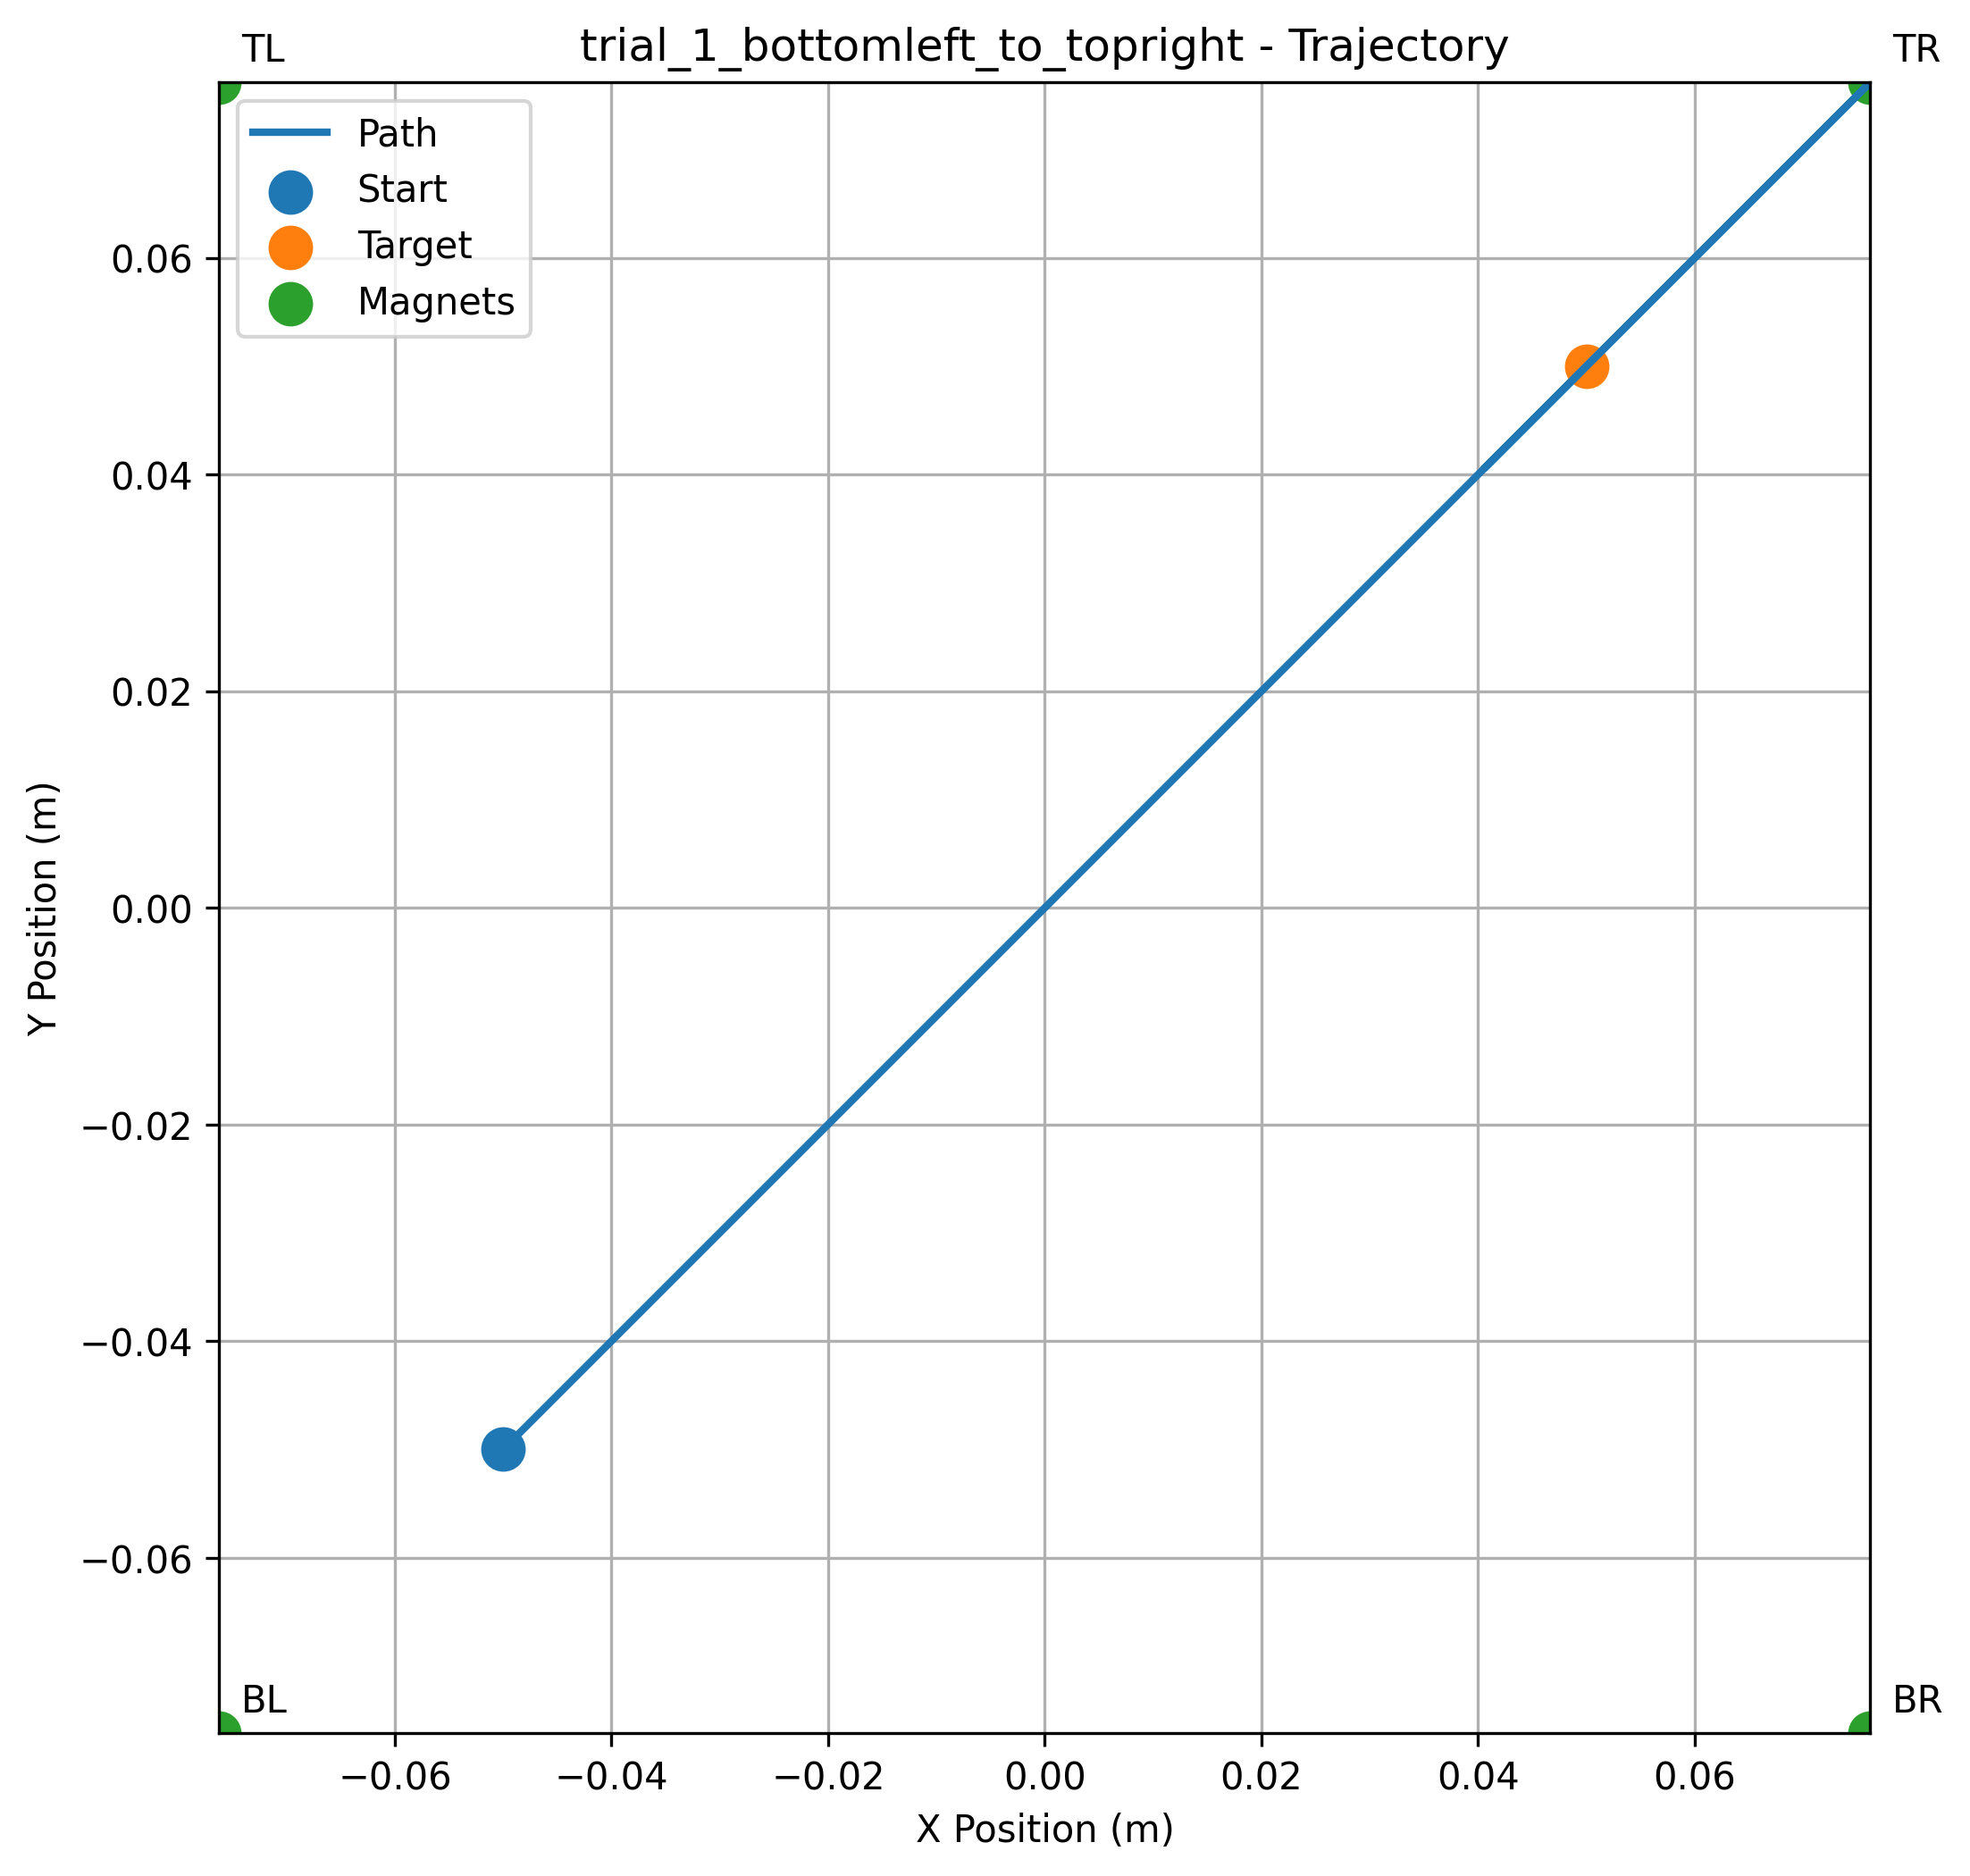 trial_1_bottomleft_to_topright - Trajectory
TL
TR
Path
Start
Target
Magnets
0.06
0.04
0.02
0.00
−0.02
−0.04
−0.06
Y Position (m)
BL
BR
−0.06
−0.04
−0.02
0.00
0.02
0.04
0.06
X Position (m)